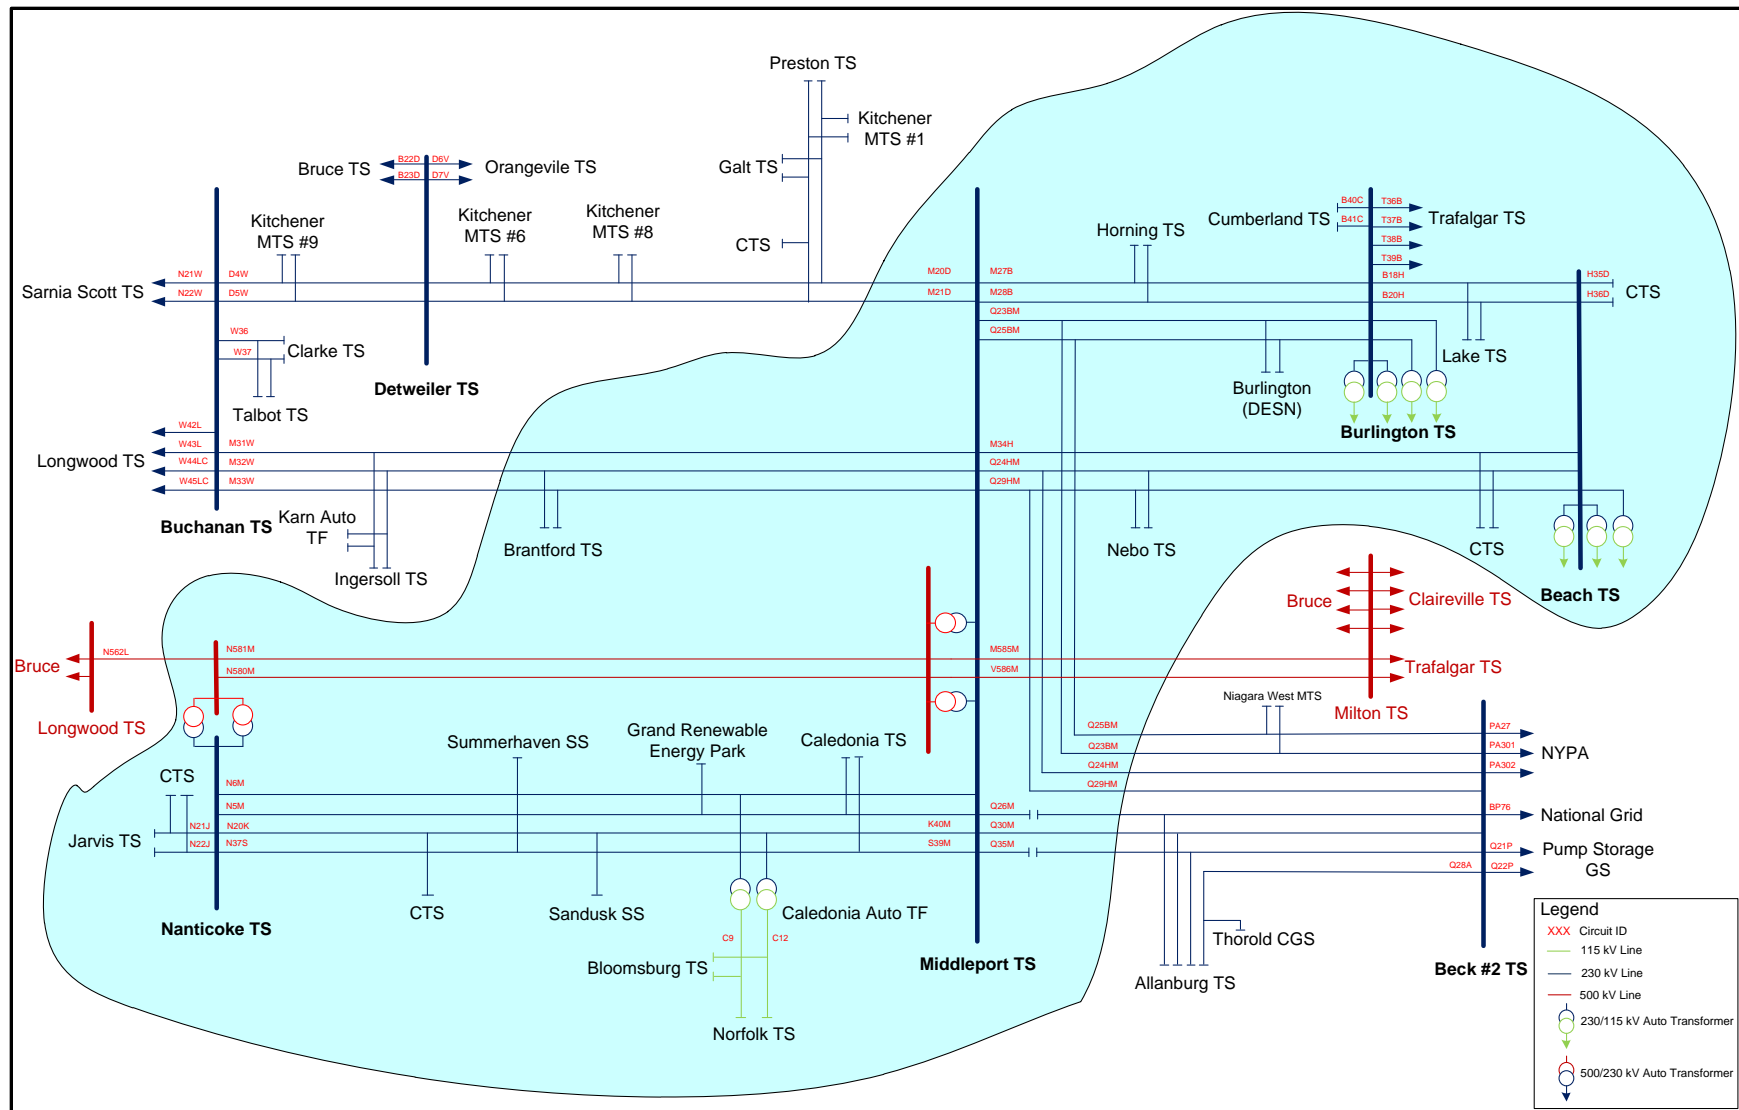 Preston TS
Kitchener
MTS #1
Galt TS
CTS
Bruce TS
B22D
D6V
B23D
D7V
Orangevile TS
Kitchener
MTS #9
Kitchener
MTS #6
Kitchener
MTS #8
Detweiler TS
Sarnia Scott TS
N21W
D4W
N22W
D5W
W36
W37
Clarke TS
Talbot TS
M20D
M27B
M21D
M28B
Q23BM
Q25BM
Horning TS
Cumberland TS
B40C
B41C
T36B
T37B
T38B
T39B
Trafalgar TS
B18H
B20H
H35D
H36D
CTS
Lake TS
Burlington
(DESN)
Burlington TS
Longwood TS
W42L
W43L
W44LC
W45LC
M31W
M32W
M33W
Buchanan TS
Karn Auto
TF
Ingersoll TS
Brantford TS
M34H
Q24HM
Q29HM
Nebo TS
CTS
Beach TS
Bruce
Claireville TS
Bruce
N562L
Longwood TS
N581M
N580M
M585M
V586M
Trafalgar TS
Milton TS
Niagara West MTS
Q25BM
Q23BM
Q24HM
Q29HM
PA27
PA301
PA302
NYPA
BP76
National Grid
Q21P
Q22P
Pump Storage
GS
Q28A
Summerhaven SS
Grand Renewable
Energy Park
Caledonia TS
CTS
Jarvis TS
N6M
N5M
N21J
N20K
N22J
N37S
K40M
S39M
Q26M
Q30M
Q35M
CTS
Sandusk SS
Caledonia Auto TF
C9
C12
Bloomsburg TS
Norfolk TS
Nanticoke TS
Middleport TS
Thorold CGS
Allanburg TS
Beck #2 TS
Legend
XXX Circuit ID
115 kV Line
230 kV Line
500 kV Line
230/115 kV Auto Transformer
500/230 kV Auto Transformer